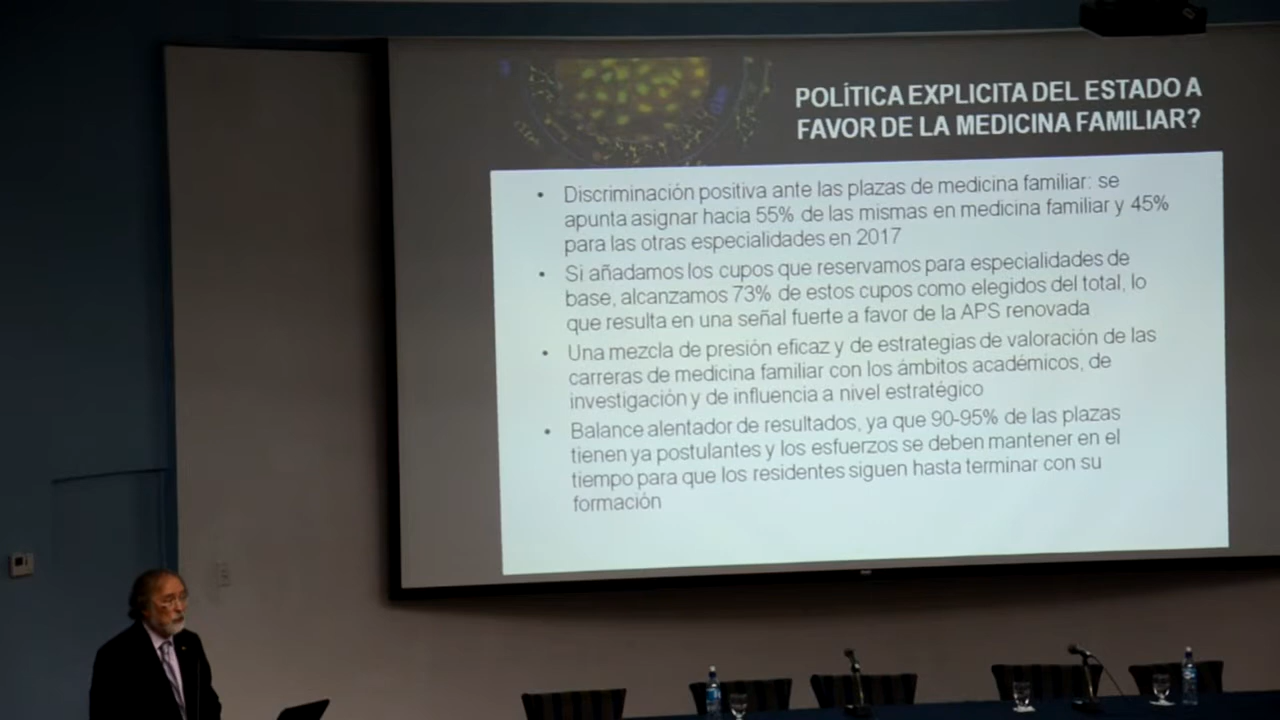 POLÍTICA EXPLICITA DEL ESTADO A
FAVOR DE LA MEDICINA FAMILIAR?
• Discriminación positiva ante las plazas de medicina familiar: se
apunta asignar hacia 55% de las mismas en medicina familiar y 45%
para las otras especialidades en 2017
• Si añadamos los cupos que reservamos para especialidades de
base, alcanzamos 73% de estos cupos como elegidos del total, lo
que resulta en una señal fuerte a favor de la APS renovada
• Una mezcla de presión eficaz y de estrategias de valoración de las
carreras de medicina familiar con los ámbitos académicos, de
investigación y de influencia a nivel estratégico
• Balance alentador de resultados, ya que 90-95% de las plazas
tienen ya postulantes y los esfuerzos se deben mantener en el
tiempo para que los residentes siguen hasta terminar con su
formación